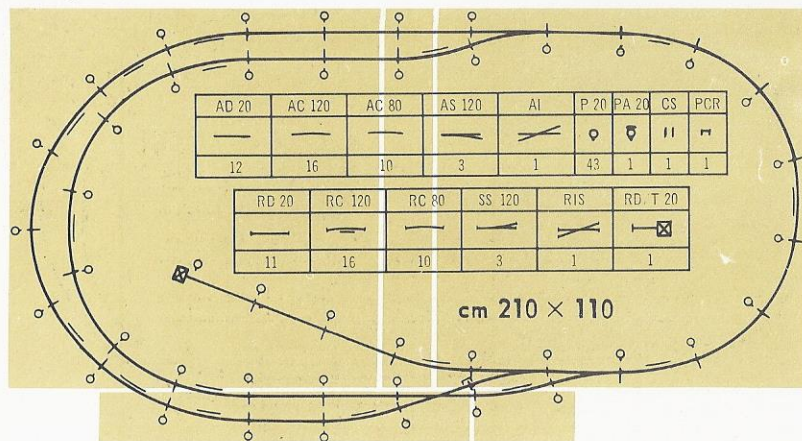 AD 20 AC 120 AC 80 AS 120 AI P 20 PA 20 CS PCR
12 16 10 3 1 43 1 1 1
RD 20 RC 120 RC 80 SS 120 RIS RD. T 20
11 16 10 3 1 1
cm 210 × 110